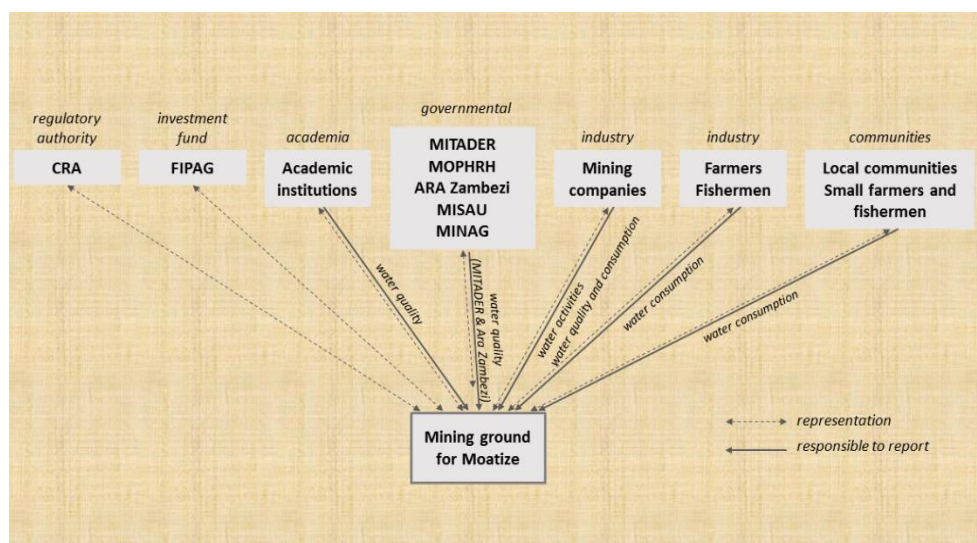 regulatory
authority
CRA
investment
fund
FIPAG
academia
Academic
institutions
governmental
MITADER
MOPHRH
ARA Zambezi
MISAU
MINAG
industry
Mining
companies
industry
Farmers
Fishermen
communities
Local communities
Small farmers and
fishermen
water quality
water quality
(MITADER & Ara Zambezi)
water activities
water quality and consumption
water consumption
water consumption
Mining ground
for Moatize
representation
responsible to report